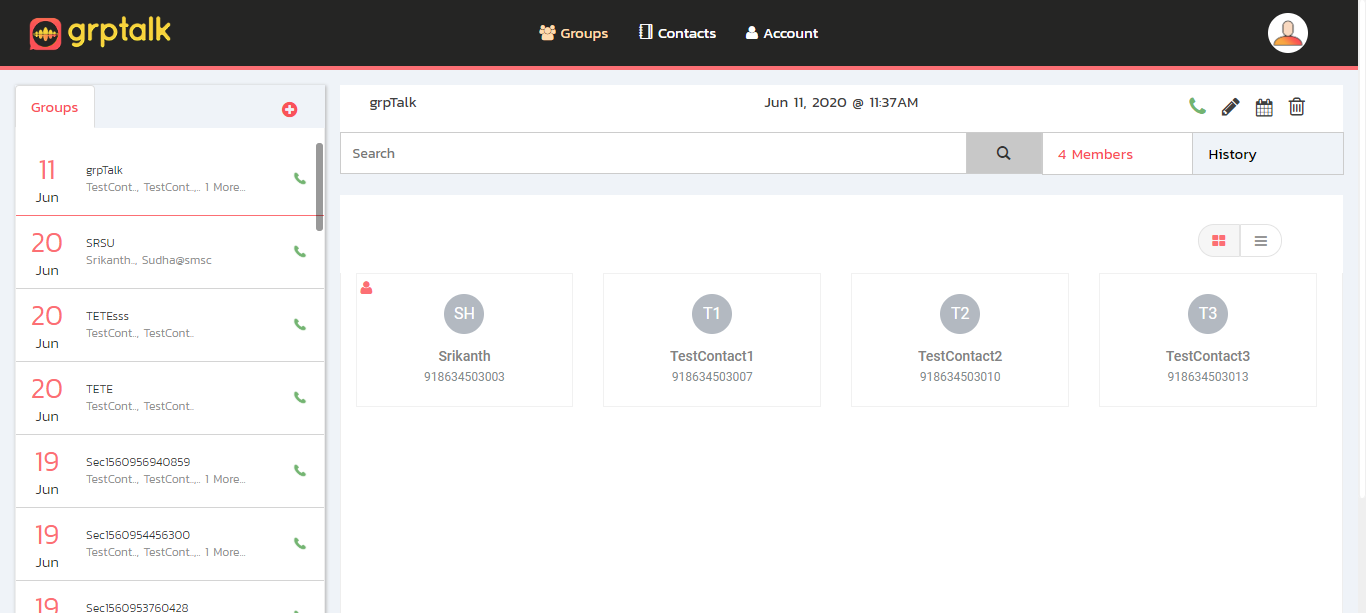 grptalk
Groups
Contacts
Account
Groups
11
Jun
grpTalk
TestCont.., TestCont..,.. 1 More...
20
Jun
SRSU
Srikanth.., Sudha@smsc
20
Jun
TETEsss
TestCont.., TestCont..
20
Jun
TETE
TestCont.., TestCont..
19
Jun
Sec1560956940859
TestCont.., TestCont..,.. 1 More...
19
Jun
Sec1560954456300
TestCont.., TestCont..,.. 1 More...
19
Sec1560953760428
grpTalk
Jun 11, 2020 @ 11:37AM
Search
4 Members
History
SH
Srikanth
918634503003
T1
TestContact1
918634503007
T2
TestContact2
918634503010
T3
TestContact3
918634503013